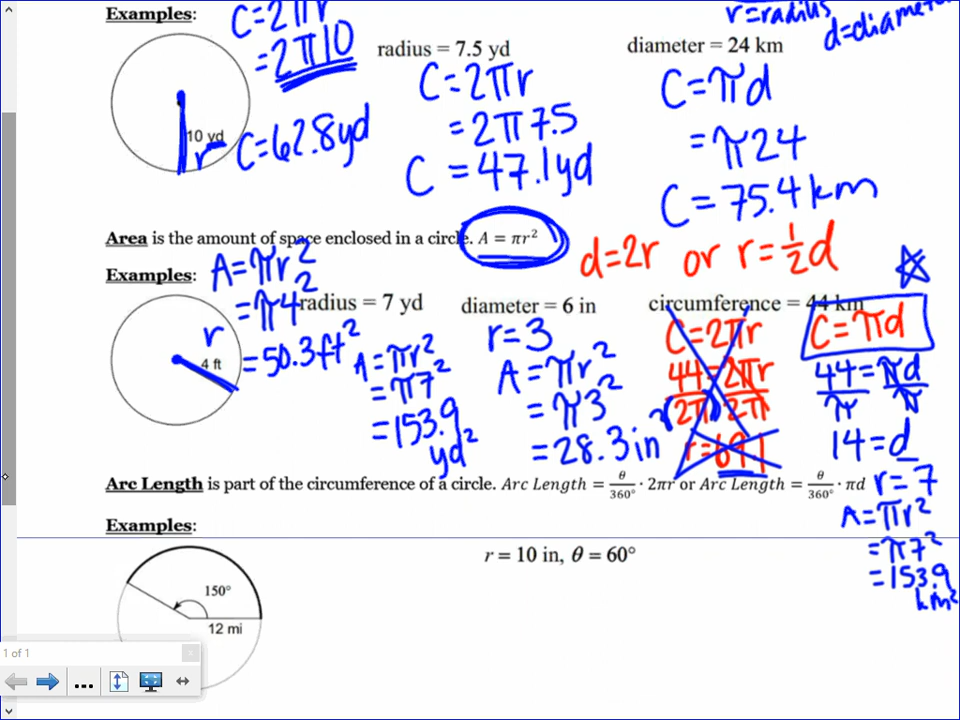 Examples:
C=2πr
=2π10
10 yd
r
C=62.8yd
radius = 7.5 yd
C=2πr
=2π7.5
C =47.1yd
r=radius
d=diameter
diameter = 24 km
C=πd
=π24
C=75.4km
Area is the amount of space enclosed in a circle. A = πr²
d=2r or r=½d
Examples:
A=πr²
=π4²
=50.3ft²
r
4 ft
radius = 7 yd
A=πr²
=π7²
=153.9
yd²
diameter = 6 in
r=3
A=πr²
=π3²
=28.3in²
circumference = 44 km
C=2πr
44=2πr
(2π) 2π
r=69.1
C=πd
44=πd
π π
14=d
r=7
A=πr²
=π7²
=153.9
km²
Arc Length is part of the circumference of a circle. Arc Length = θ/360° · 2πr or Arc Length = θ/360° · πd
Examples:
150°
12 mi
r = 10 in, θ = 60°
1 of 1